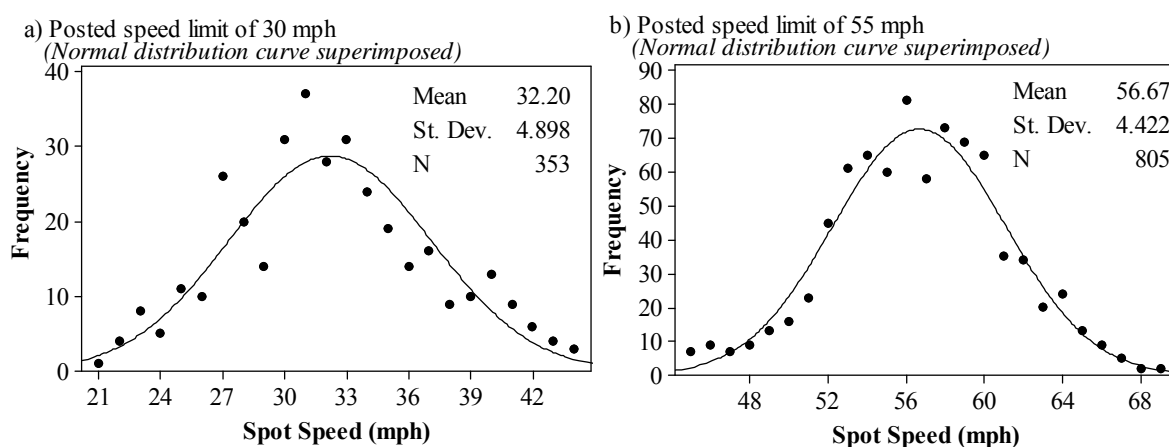 a) Posted speed limit of 30 mph
(Normal distribution curve superimposed)
40
30
20
10
0
Frequency
Mean 32.20
St. Dev. 4.898
N 353
21 24 27 30 33 36 39 42
Spot Speed (mph)
b) Posted speed limit of 55 mph
(Normal distribution curve superimposed)
90
80
70
60
50
40
30
20
10
0
Frequency
Mean 56.67
St. Dev. 4.422
N 805
48 52 56 60 64 68
Spot Speed (mph)